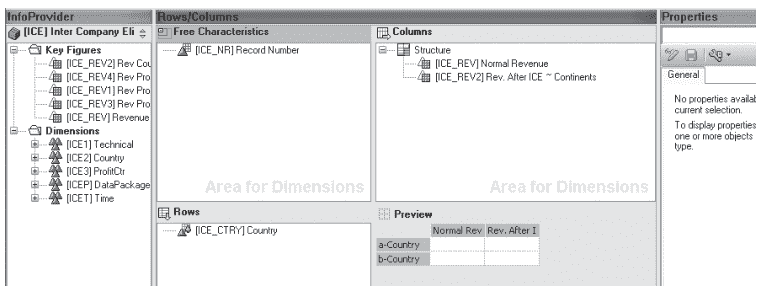 InfoProvider
[ICE] Inter Company Eli
Key Figures
[ICE_REV2] Rev Cou
[ICE_REV4] Rev Pro
[ICE_REV1] Rev Pro
[ICE_REV3] Rev Pro
[ICE_REV] Revenue
Dimensions
[ICE1] Technical
[ICE2] Country
[ICE3] ProfitCtr
[ICEP] DataPackage
[ICET] Time
Rows/Columns
Free Characteristics
[ICE_NR] Record Number
Area for Dimensions
Columns
Structure
[ICE_REV] Normal Revenue
[ICE_REV2] Rev. After ICE ~ Continents
Area for Dimensions
Rows
[ICE_CTRY] Country
Preview
Normal Rev Rev. After I
a-Country
b-Country
Properties
General
No properties availab
current selection.
To display properties
one or more objects
type.